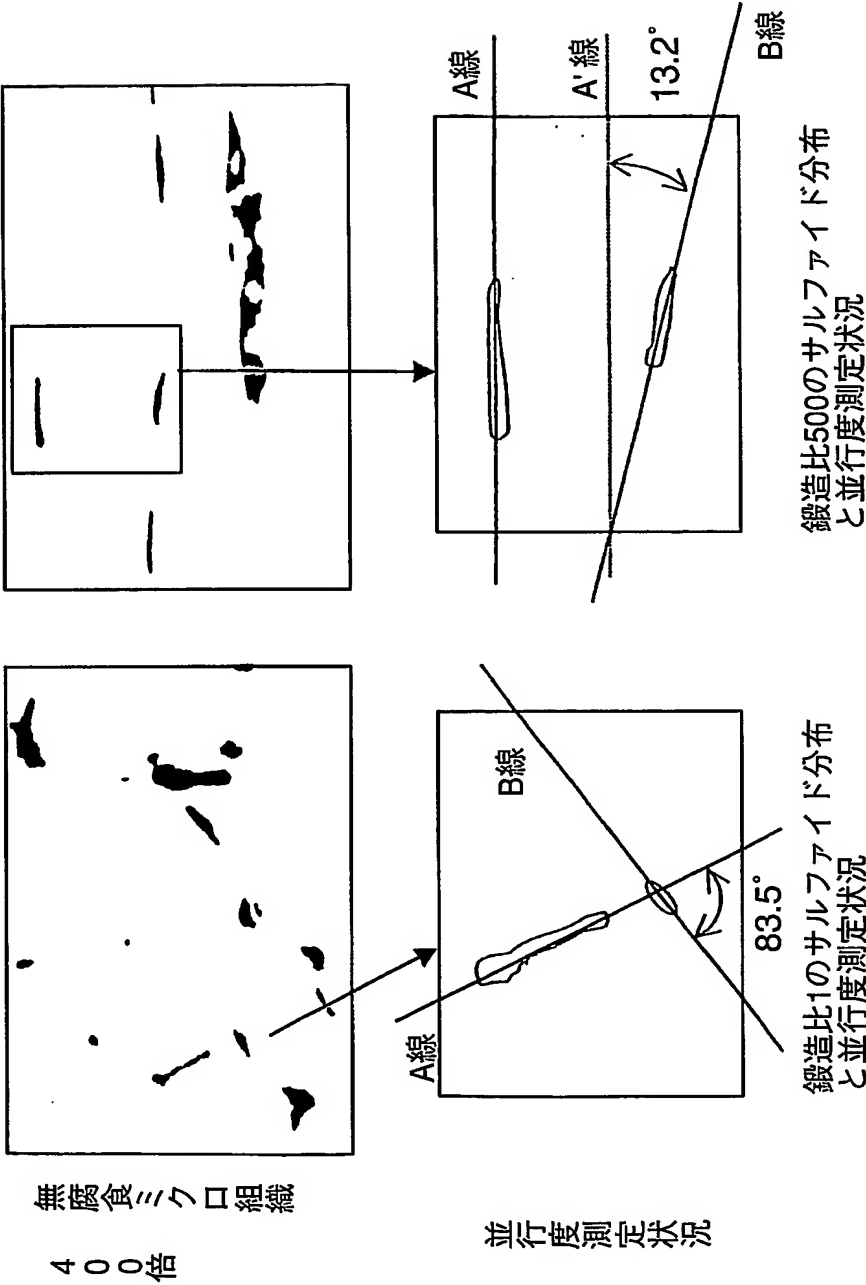 無腐食ミクロ組織
400倍
並行度測定状況
A線
B線
83.5°
鍛造比1のサルファイド分布
と並行度測定状況
A線
A'線
13.2°
B線
鍛造比500のサルファイド分布
と並行度測定状況